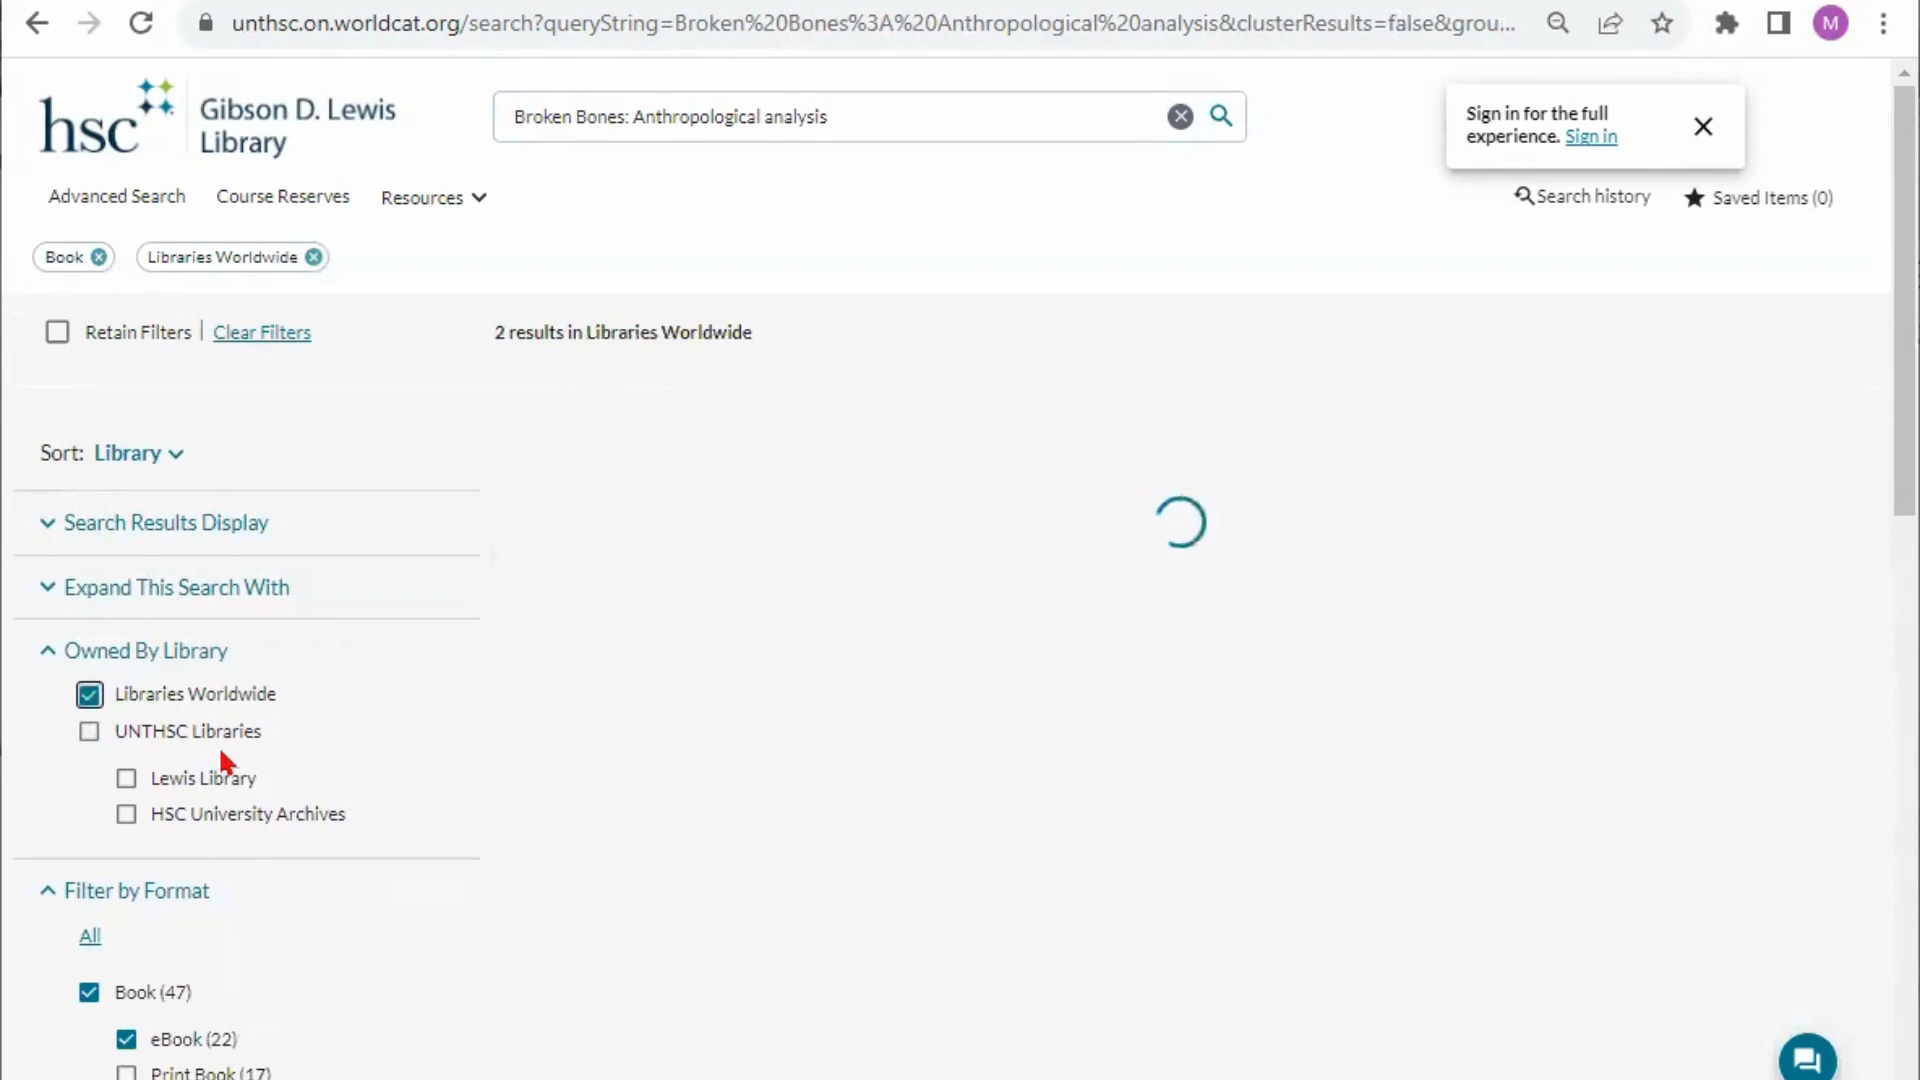 unthsc.on.worldcat.org/search?queryString=Broken%20Bones%3A%20Anthropological%20analysis&clusterResults=false&grou...
M
hsc
Gibson D. Lewis
Library
Broken Bones: Anthropological analysis
Sign in for the full
experience. Sign in
Advanced Search
Course Reserves
Resources
Search history
Saved Items (0)
Book
Libraries Worldwide
Retain Filters
Clear Filters
2 results in Libraries Worldwide
Sort: Library
Search Results Display
Expand This Search With
Owned By Library
Libraries Worldwide
UNTHSC Libraries
Lewis Library
HSC University Archives
Filter by Format
All
Book (47)
eBook (22)
Print Book (17)